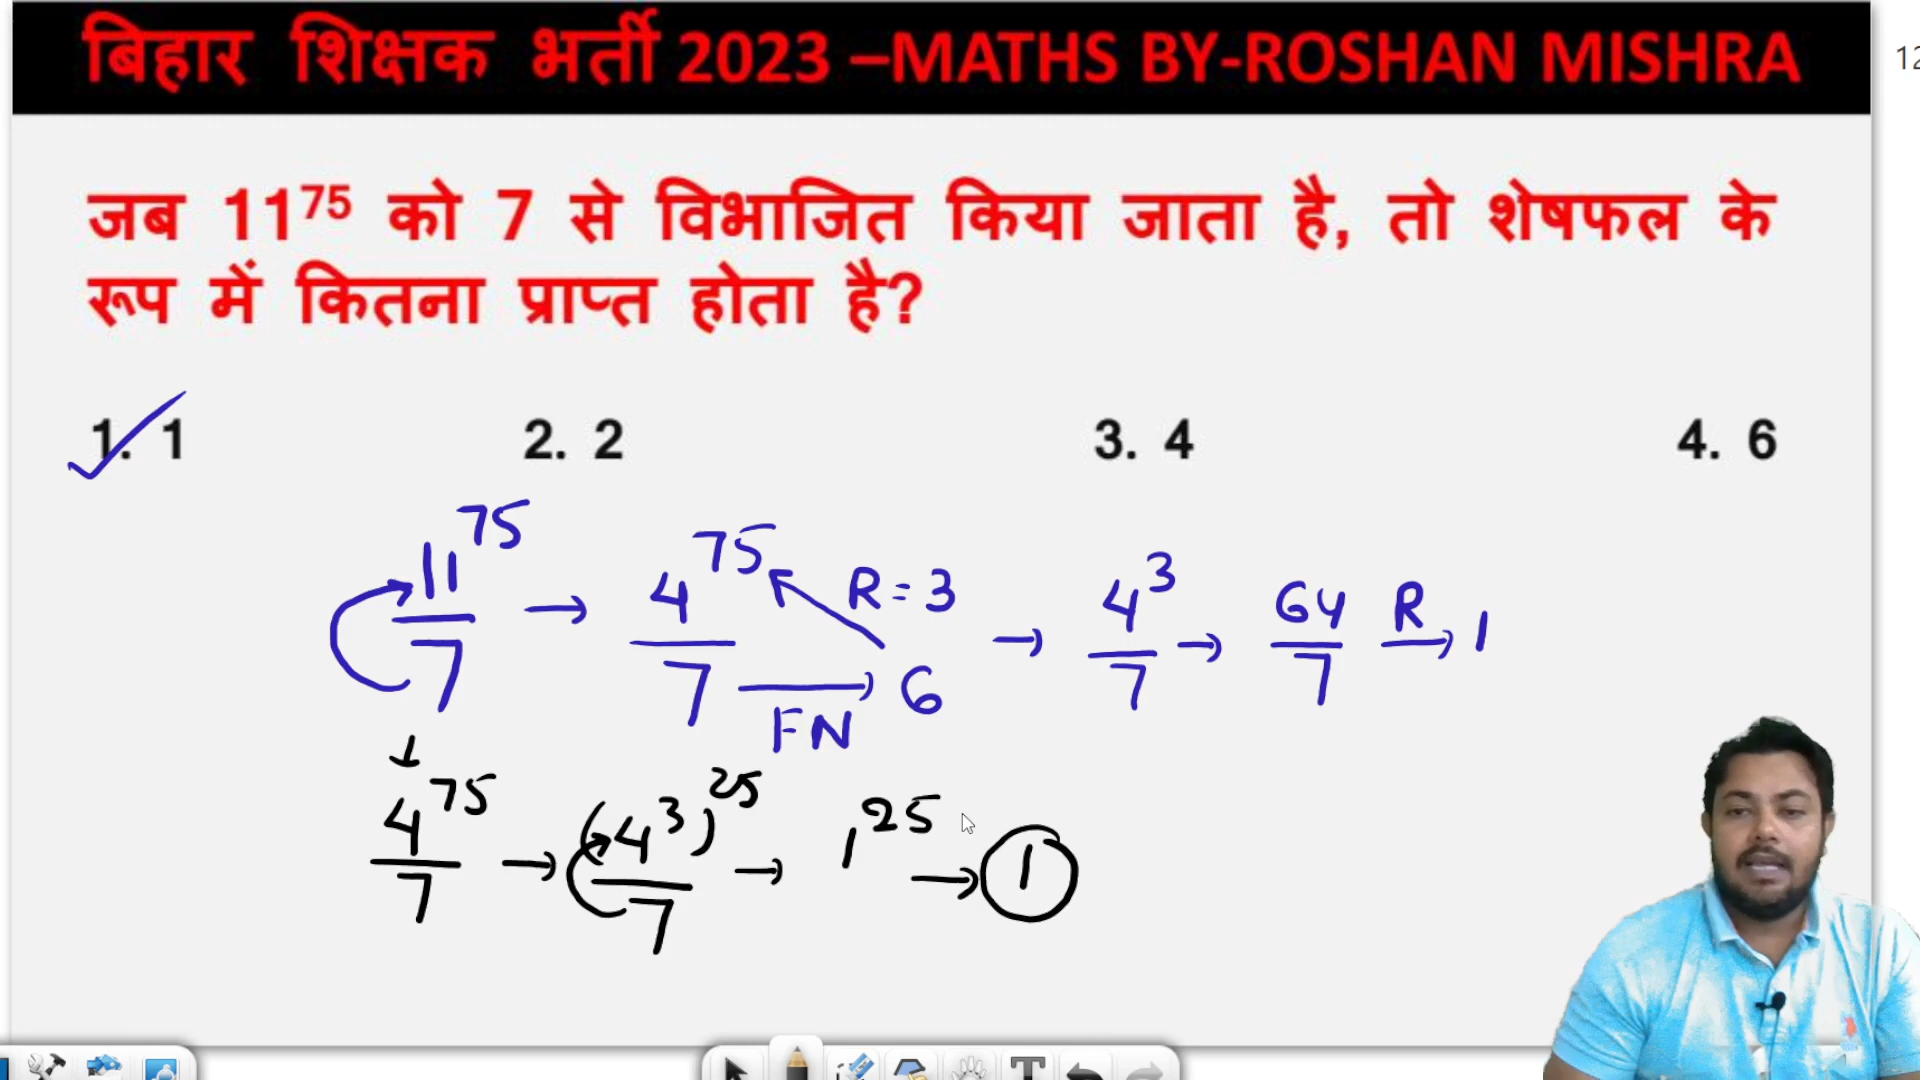 बिहार शिक्षक भर्ती 2023 –MATHS BY-ROSHAN MISHRA
12
जब 11⁷⁵ को 7 से विभाजित किया जाता है, तो शेषफल के
रूप में कितना प्राप्त होता है?
1. 1 2. 2 3. 4 4. 6
11⁷⁵/7 → 4⁷⁵/7 FN → 6 R = 3 → 4³/7 → 64/7 R → 1
1
4⁷⁵/7 → (4³)²⁵/7 → 1²⁵ → 1
T